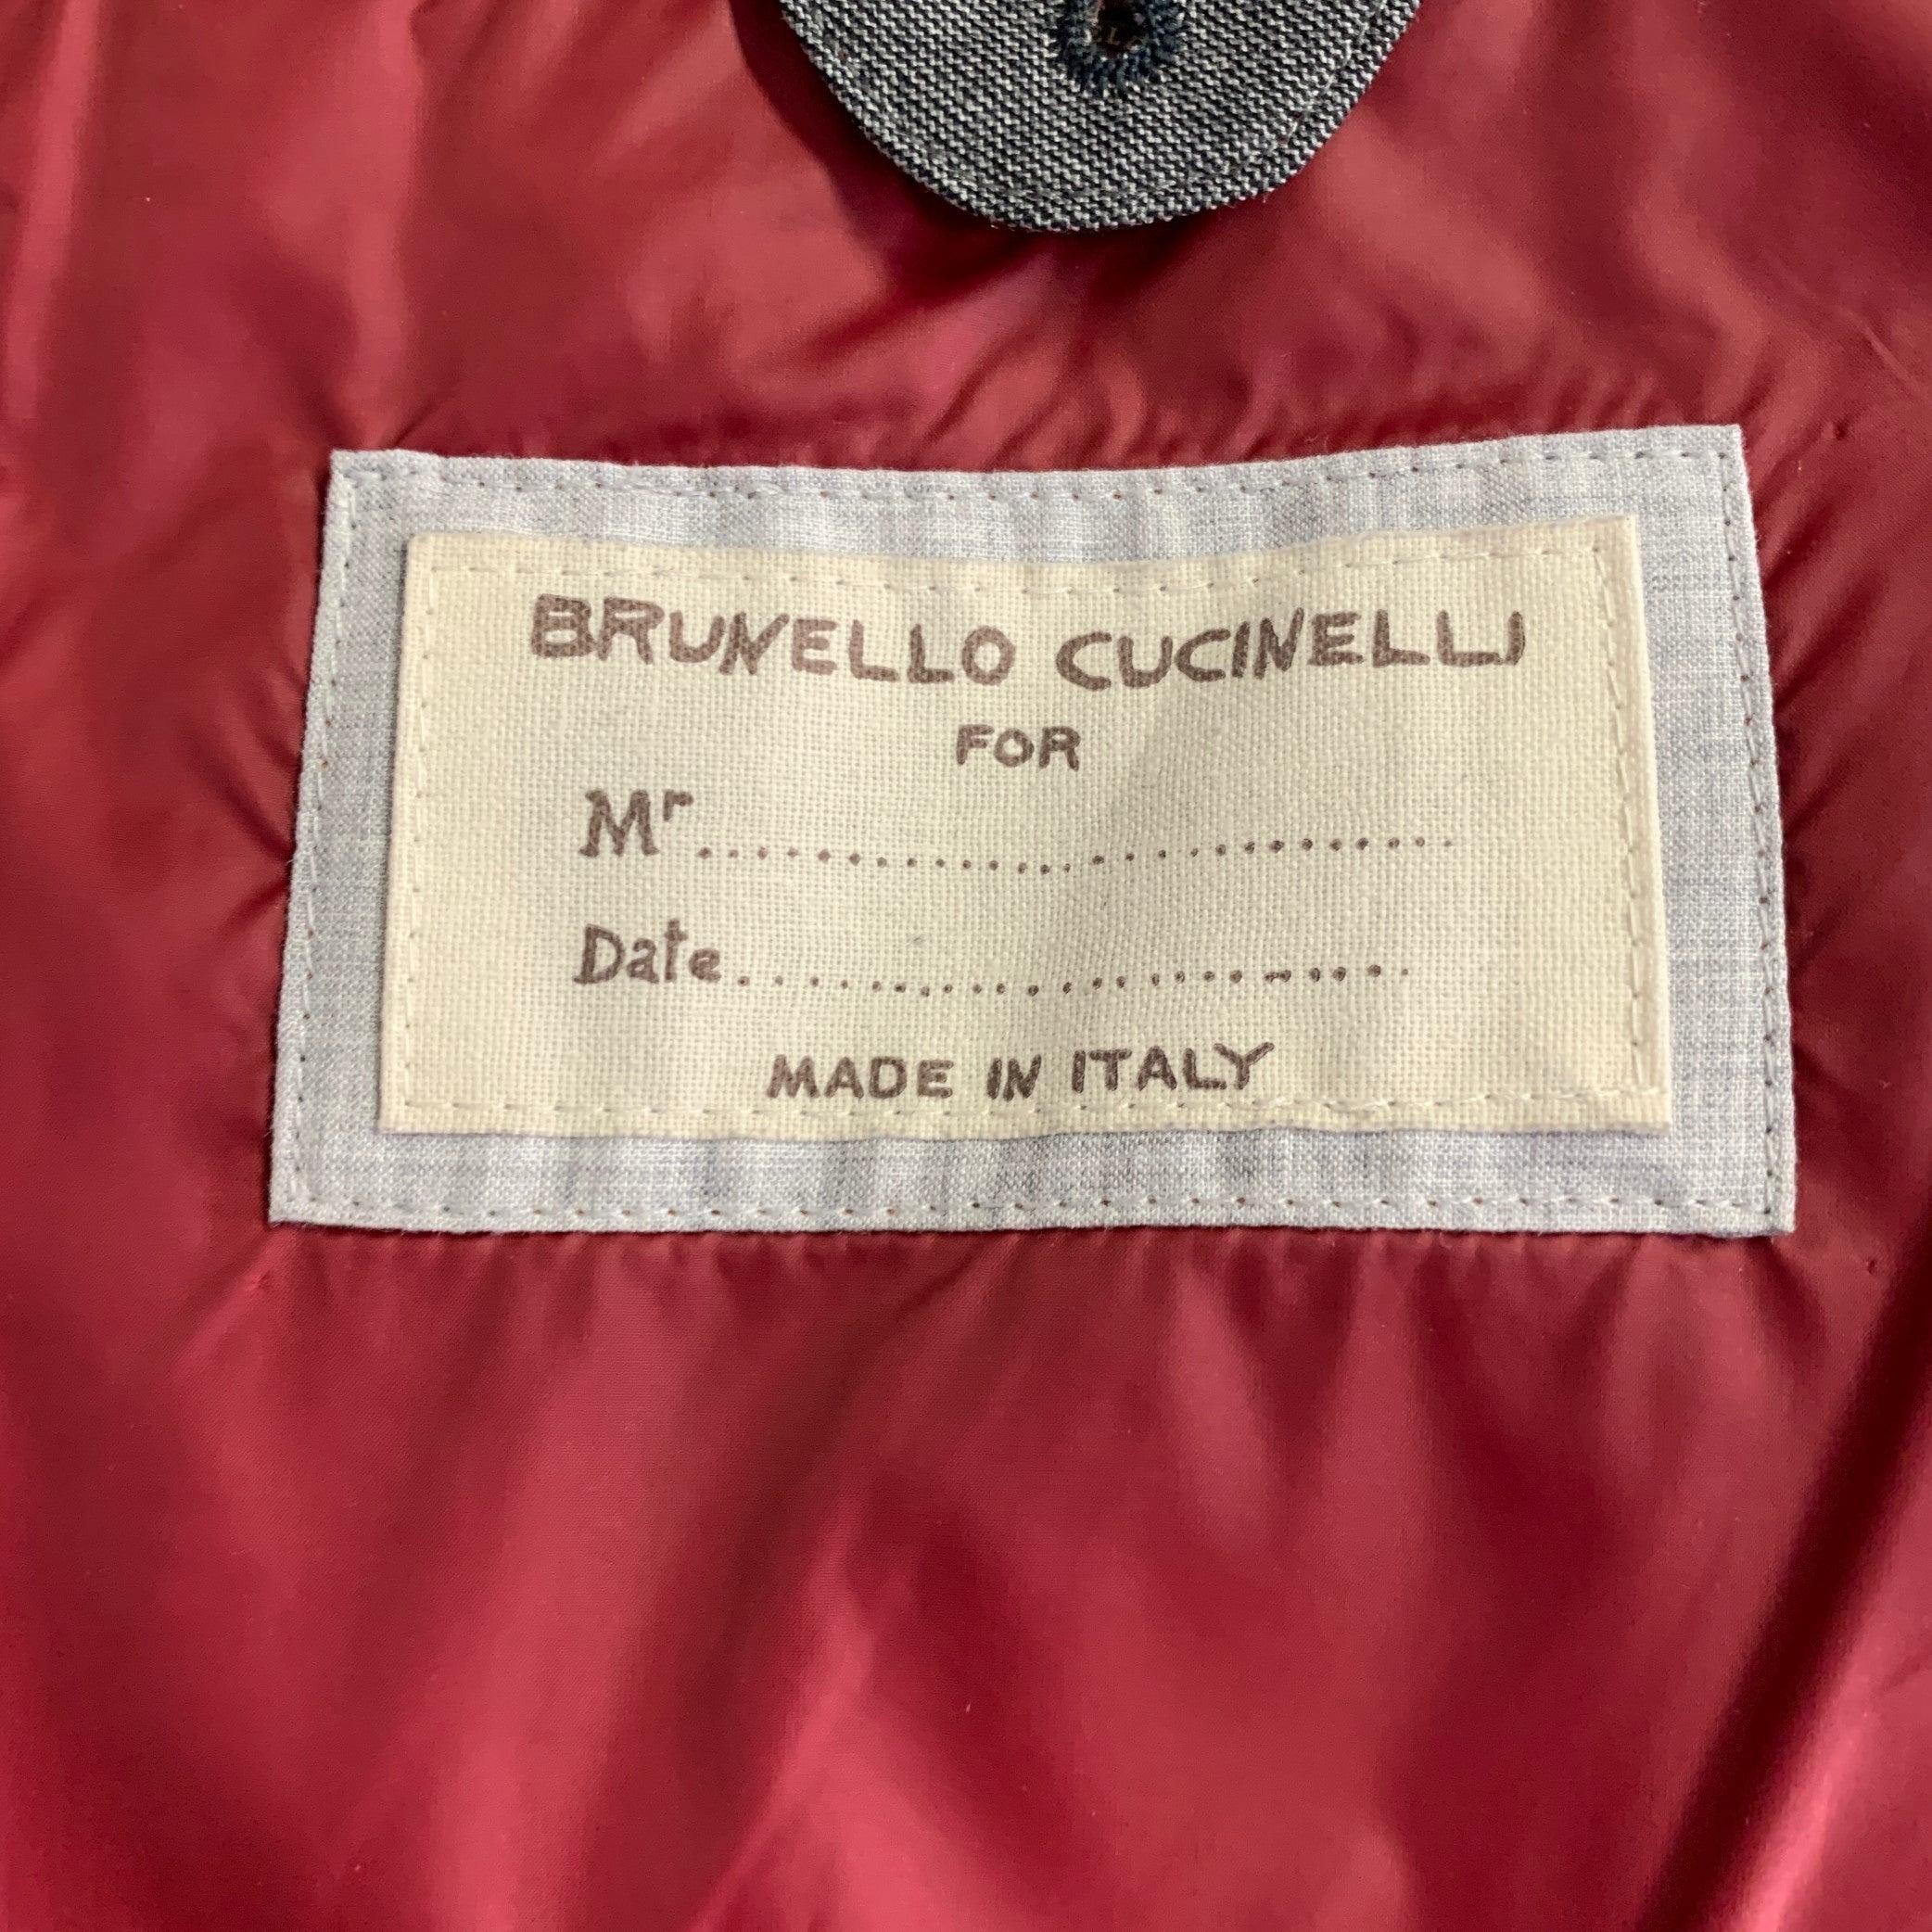 BRUNELLO CUCINELLI
FOR
Mr........................
Date........................
MADE IN ITALY